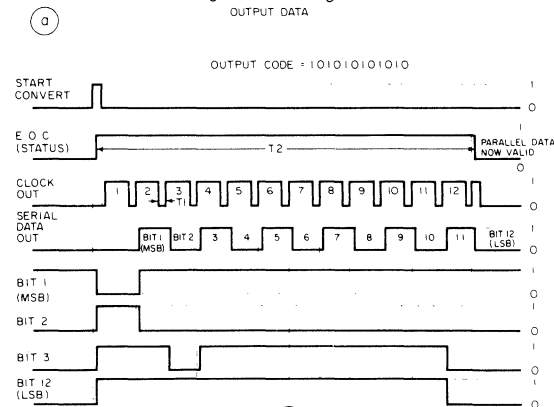 OUTPUT DATA
a
OUTPUT CODE = 101010101010
START
CONVERT
1
0
E O C
(STATUS)
T2
1
PARALLEL DATA
NOW VALID
0
CLOCK
OUT
1 2 3 4 5 6 7 8 9 10 11 12
1
T1
0
SERIAL
DATA
OUT
BIT 1
(MSB)
BIT 2
3 4 5 6 7 8 9 10 11
BIT 12
(LSB)
1
0
BIT 1
(MSB)
1
0
BIT 2
1
0
BIT 3
1
0
BIT 12
(LSB)
1
0